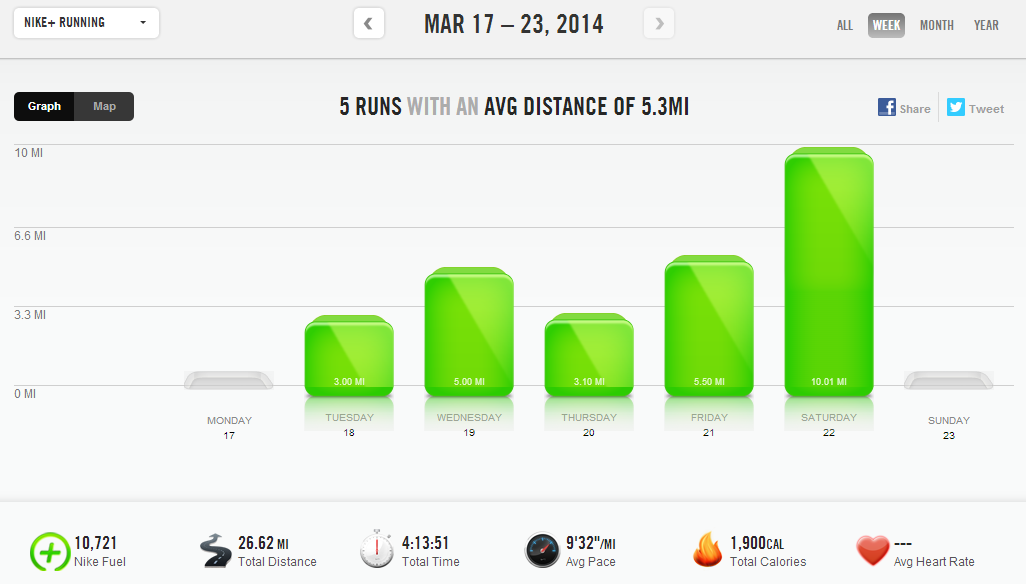 NIKE+ RUNNING
MAR 17 – 23, 2014
ALL WEEK MONTH YEAR
Graph Map
5 RUNS WITH AN AVG DISTANCE OF 5.3MI
Share Tweet
10 MI
6.6 MI
3.3 MI
0 MI
3.00 MI 5.00 MI 3.10 MI 5.50 MI 10.01 MI
MONDAY TUESDAY WEDNESDAY THURSDAY FRIDAY SATURDAY SUNDAY
17 18 19 20 21 22 23
10,721 26.62 MI 4:13:51 9'32"/MI 1,900CAL ---
Nike Fuel Total Distance Total Time Avg Pace Total Calories Avg Heart Rate